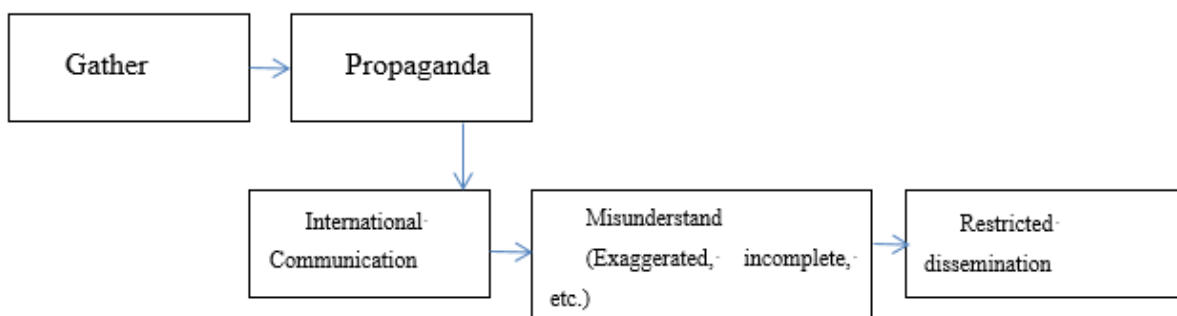 Gather
Propaganda
International
Communication
Misunderstand
(Exaggerated, incomplete,
etc.)
Restricted
dissemination